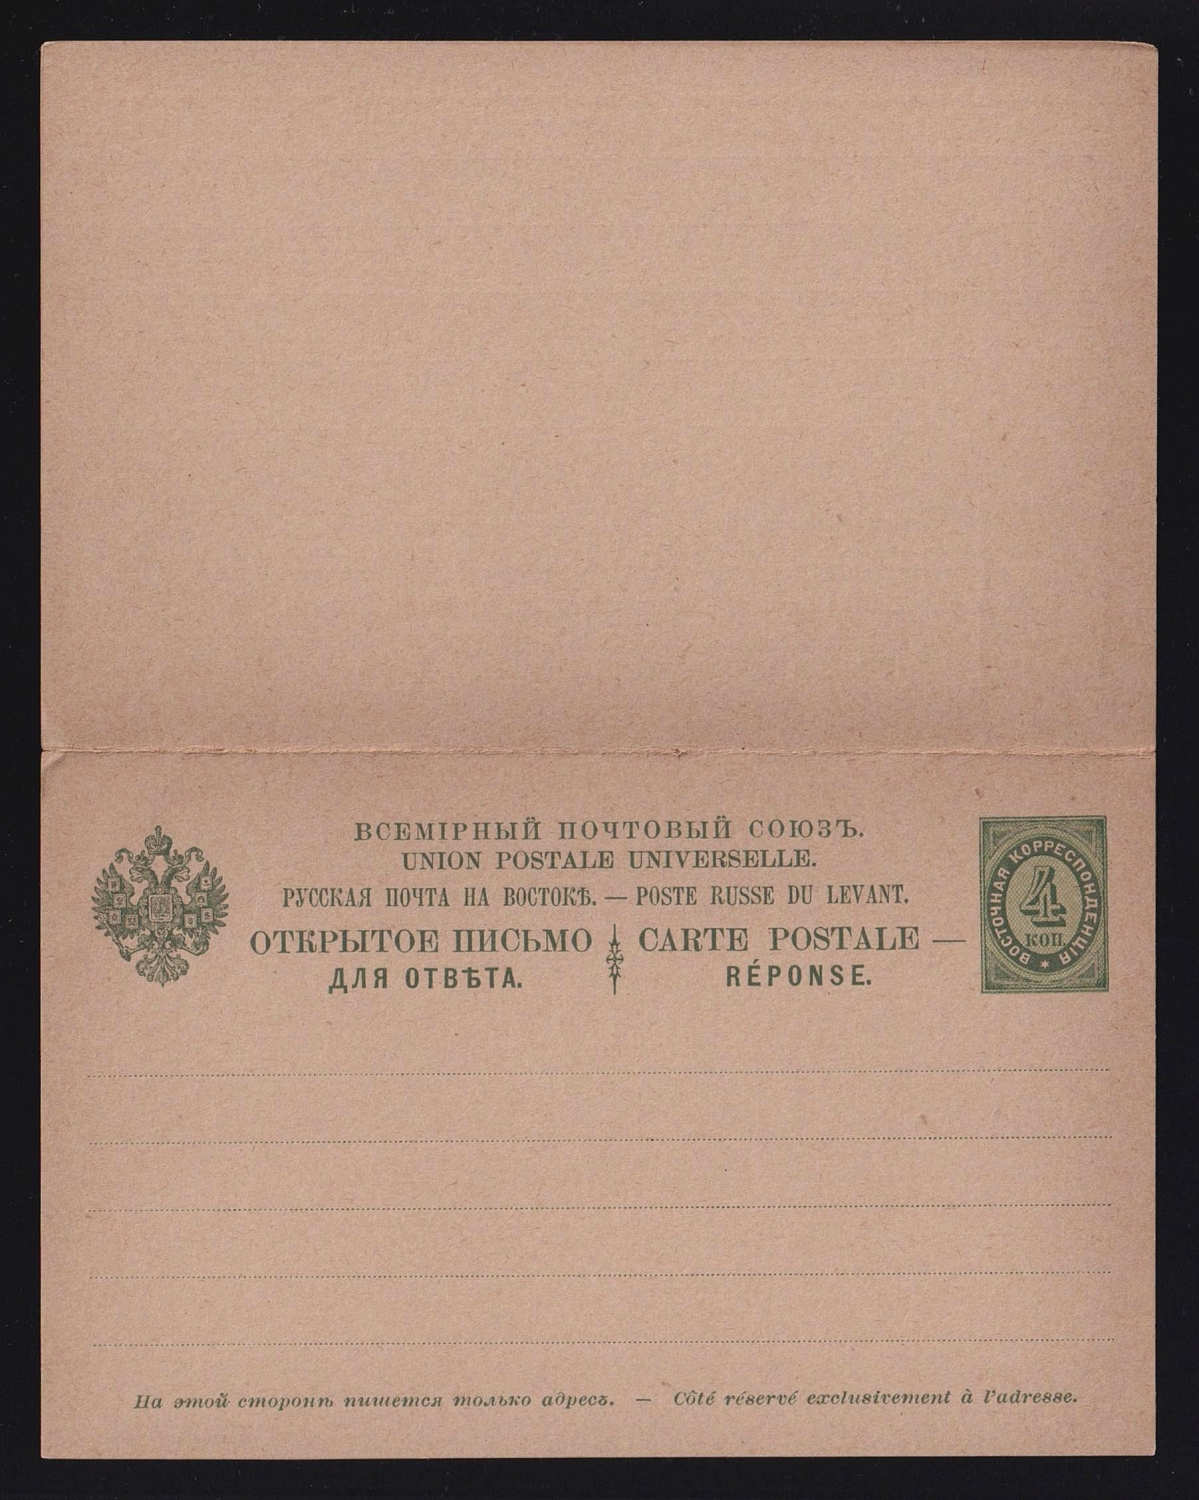 ВСЕМІРНЫЙ ПОЧТОВЫЙ СОЮЗЪ.
UNION POSTALE UNIVERSELLE.
РУССКАЯ ПОЧТА НА ВОСТОКѢ. — POSTE RUSSE DU LEVANT.
ОТКРЫТОЕ ПИСЬМО CARTE POSTALE —
ДЛЯ ОТВѢТА. RÉPONSE.
ВОСТОЧНАЯ КОРРЕСПОНДЕНЦІЯ
4
КОП.
На этой сторонѣ пишется только адресъ. — Côté réservé exclusivement à l'adresse.